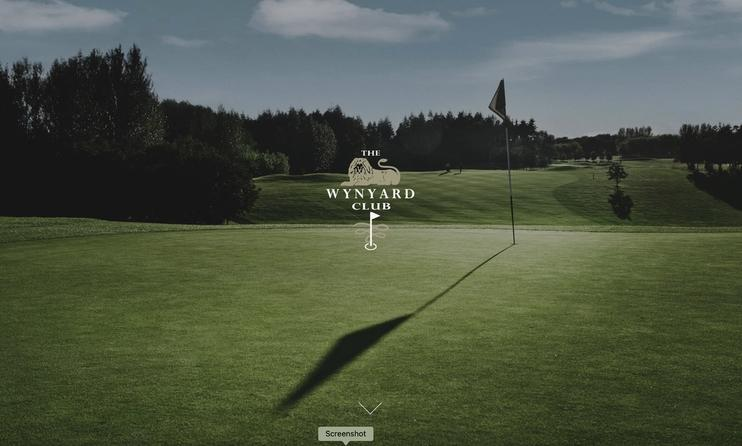 THE
WYNYARD
CLUB
Screenshot